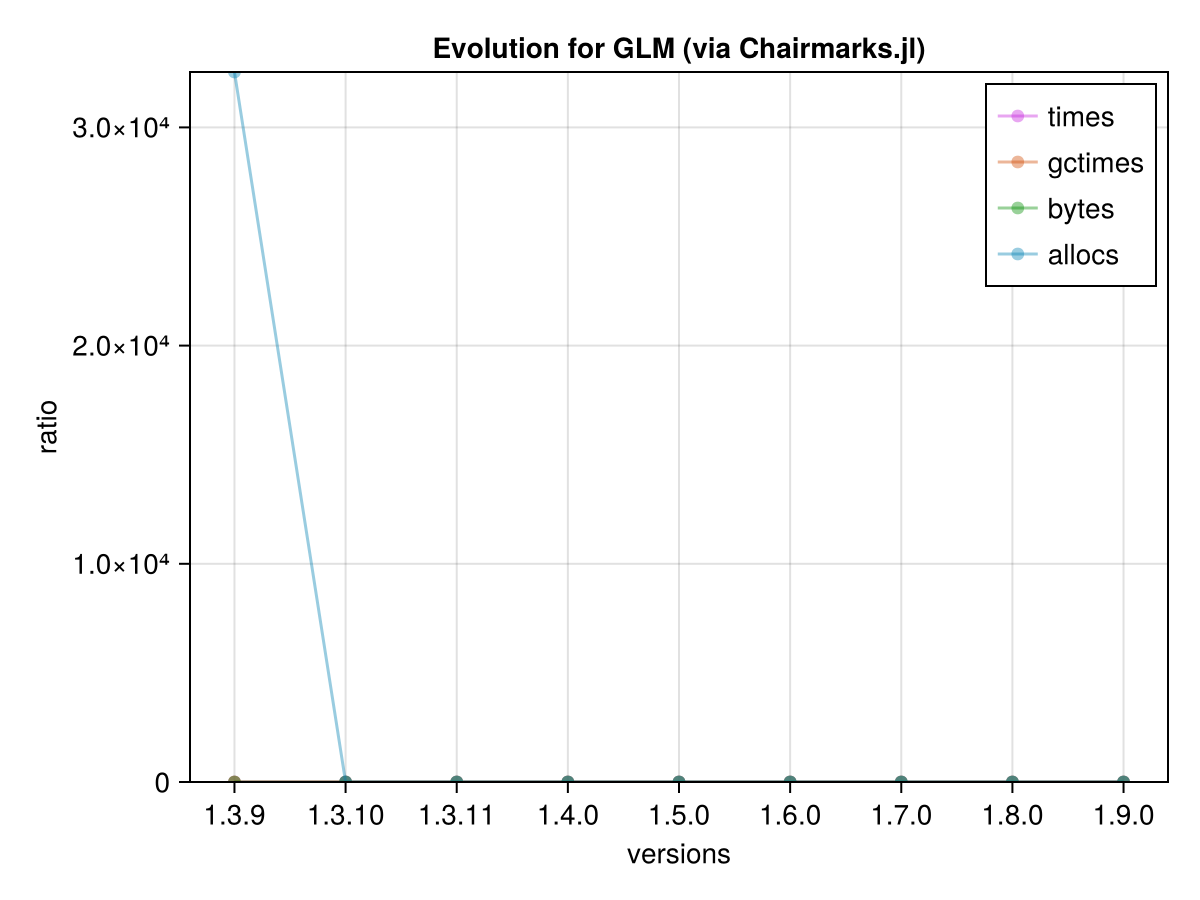 Evolution for GLM (via Chairmarks.jl)
3.0×10⁴
2.0×10⁴
1.0×10⁴
0
ratio
times
gctimes
bytes
allocs
1.3.9 1.3.10 1.3.11 1.4.0 1.5.0 1.6.0 1.7.0 1.8.0 1.9.0
versions